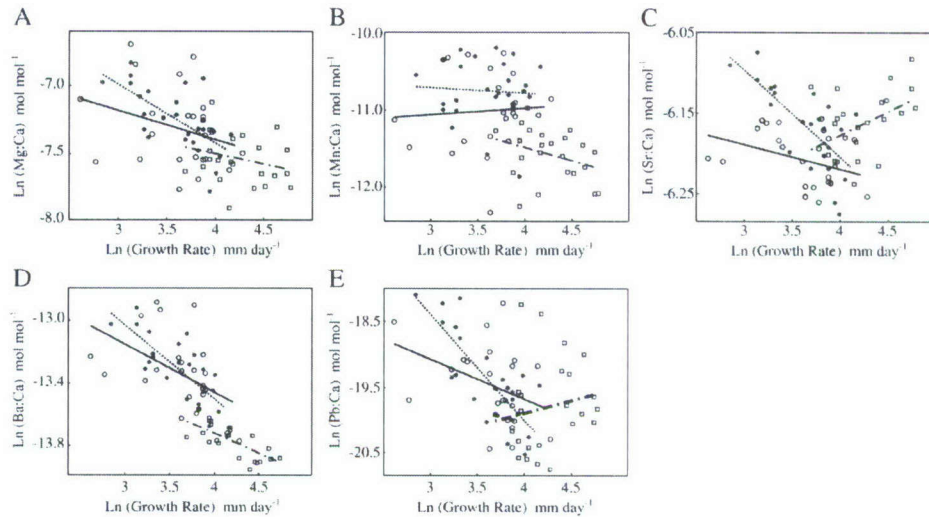 A
Ln (Mg:Ca) mol mol⁻¹
-7.0
-7.5
-8.0
3 3.5 4 4.5
Ln (Growth Rate) mm day⁻¹
B
Ln (Mn:Ca) mol mol⁻¹
-10.0
-11.0
-12.0
3 3.5 4 4.5
Ln (Growth Rate) mm day⁻¹
C
Ln (Sr:Ca) mol mol⁻¹
-6.05
-6.15
-6.25
3 3.5 4 4.5
Ln (Growth Rate) mm day⁻¹
D
Ln (Ba:Ca) mol mol⁻¹
-13.0
-13.4
-13.8
3 3.5 4 4.5
Ln (Growth Rate) mm day⁻¹
E
Ln (Pb:Ca) mol mol⁻¹
-18.5
-19.5
-20.5
3 3.5 4 4.5
Ln (Growth Rate) mm day⁻¹